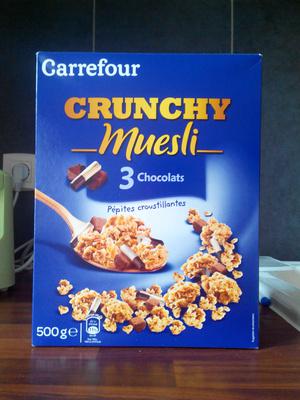 Carrefour
CRUNCHY
Muesli
3 Chocolats
Pépites croustillantes
500g e